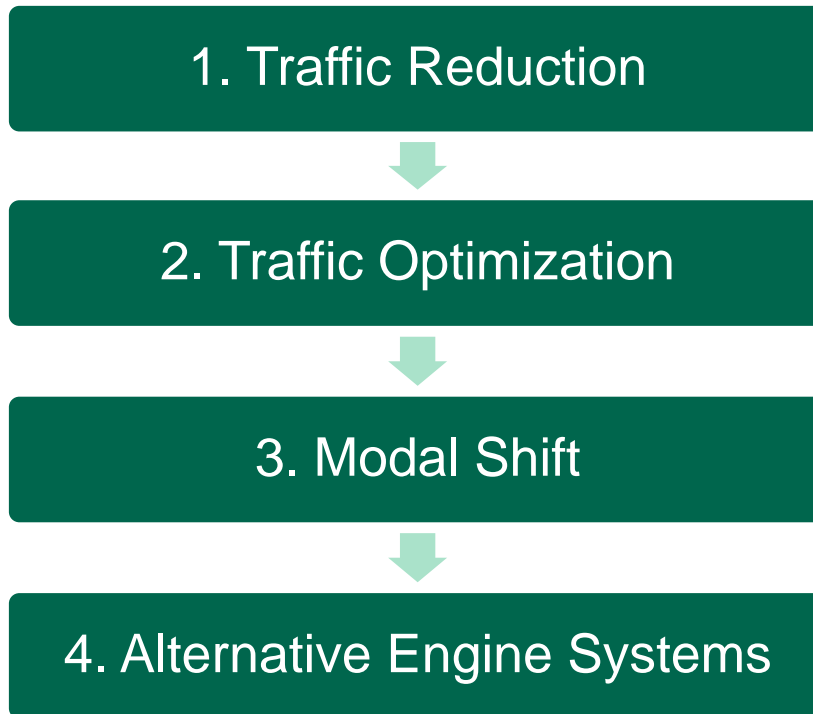 1. Traffic Reduction
2. Traffic Optimization
3. Modal Shift
4. Alternative Engine Systems